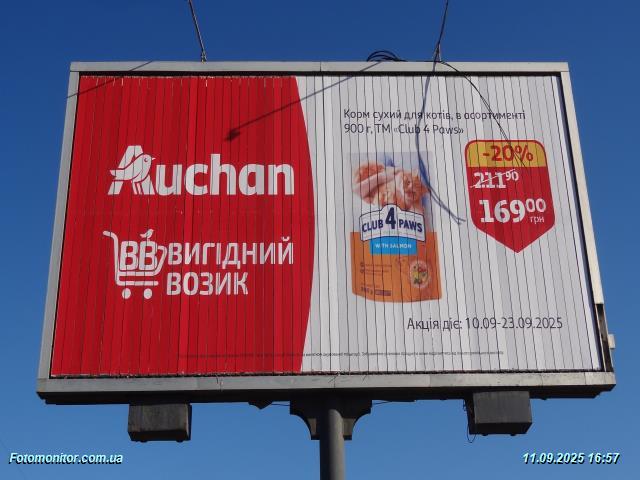 Auchan
ВВ ВИГІДНИЙ
ВОЗИК
Корм сухий для котів, в асортименті
900 г, ТМ «Club 4 Paws»
-20%
211 90
169 00
грн
CLUB 4 PAWS
WITH SALMON
Акція діє: 10.09-23.09.2025
Fotomonitor.com.ua
11.09.2025 16:57